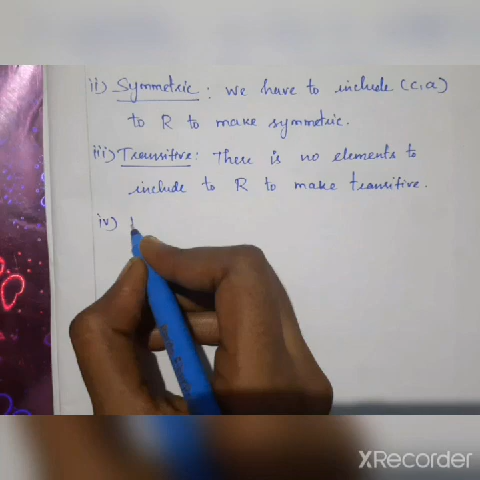 ii) Symmetric : we have to include (c,a)
to R to make symmetric.
iii) Transitive : There is no elements to
include to R to make transitive.
iv)
XRecorder